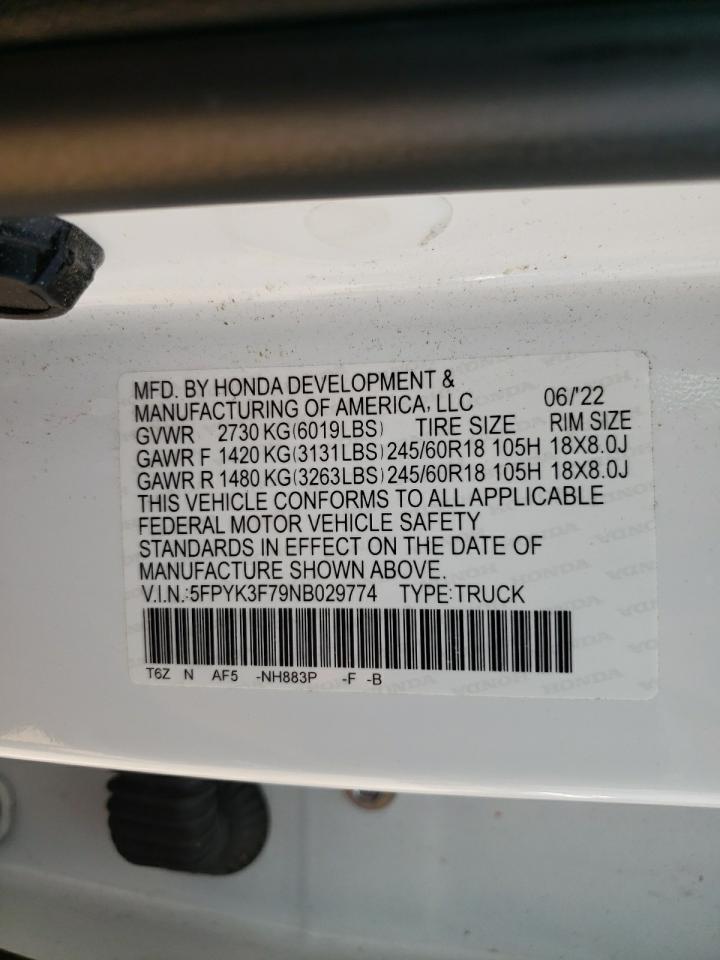 MFD. BY HONDA DEVELOPMENT &
MANUFACTURING OF AMERICA, LLC 06/'22
GVWR 2730 KG(6019LBS) TIRE SIZE RIM SIZE
GAWR F 1420 KG(3131LBS) 245/60R18 105H 18X8.0J
GAWR R 1480 KG(3263LBS) 245/60R18 105H 18X8.0J
THIS VEHICLE CONFORMS TO ALL APPLICABLE
FEDERAL MOTOR VEHICLE SAFETY
STANDARDS IN EFFECT ON THE DATE OF
MANUFACTURE SHOWN ABOVE.
V.I.N.:5FPYK3F79NB029774 TYPE:TRUCK
T6Z N AF5 -NH883P -F -B